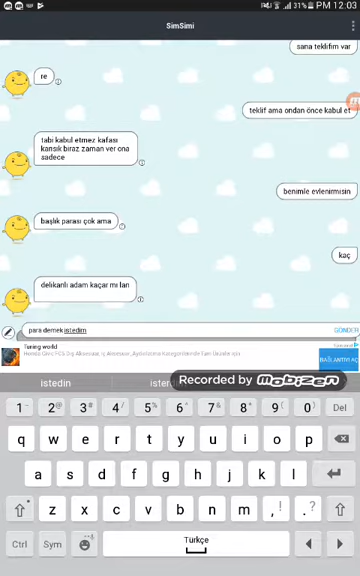 31% PM 12:03
SimSimi
sana teklifim var
re
teklif ama ondan önce kabul et
tabi kabul etmez kafası
karısık biraz zaman ver ona
sadece
benimle evlenirmisin
başlık parası çok ama
kaç
delikanlı adam kaçar mı lan
para demek istedim
GÖNDER
Tuning world
BAĞLANTIYI AÇ
istedin
Recorded by Mobizen
1 2@ 3# 4/ 5% 6^ 7& 8* 9( 0) Del
q w e r t y u i o p
a s d f g h j k l
z x c v b n m ,! .?
Ctrl Sym Türkçe